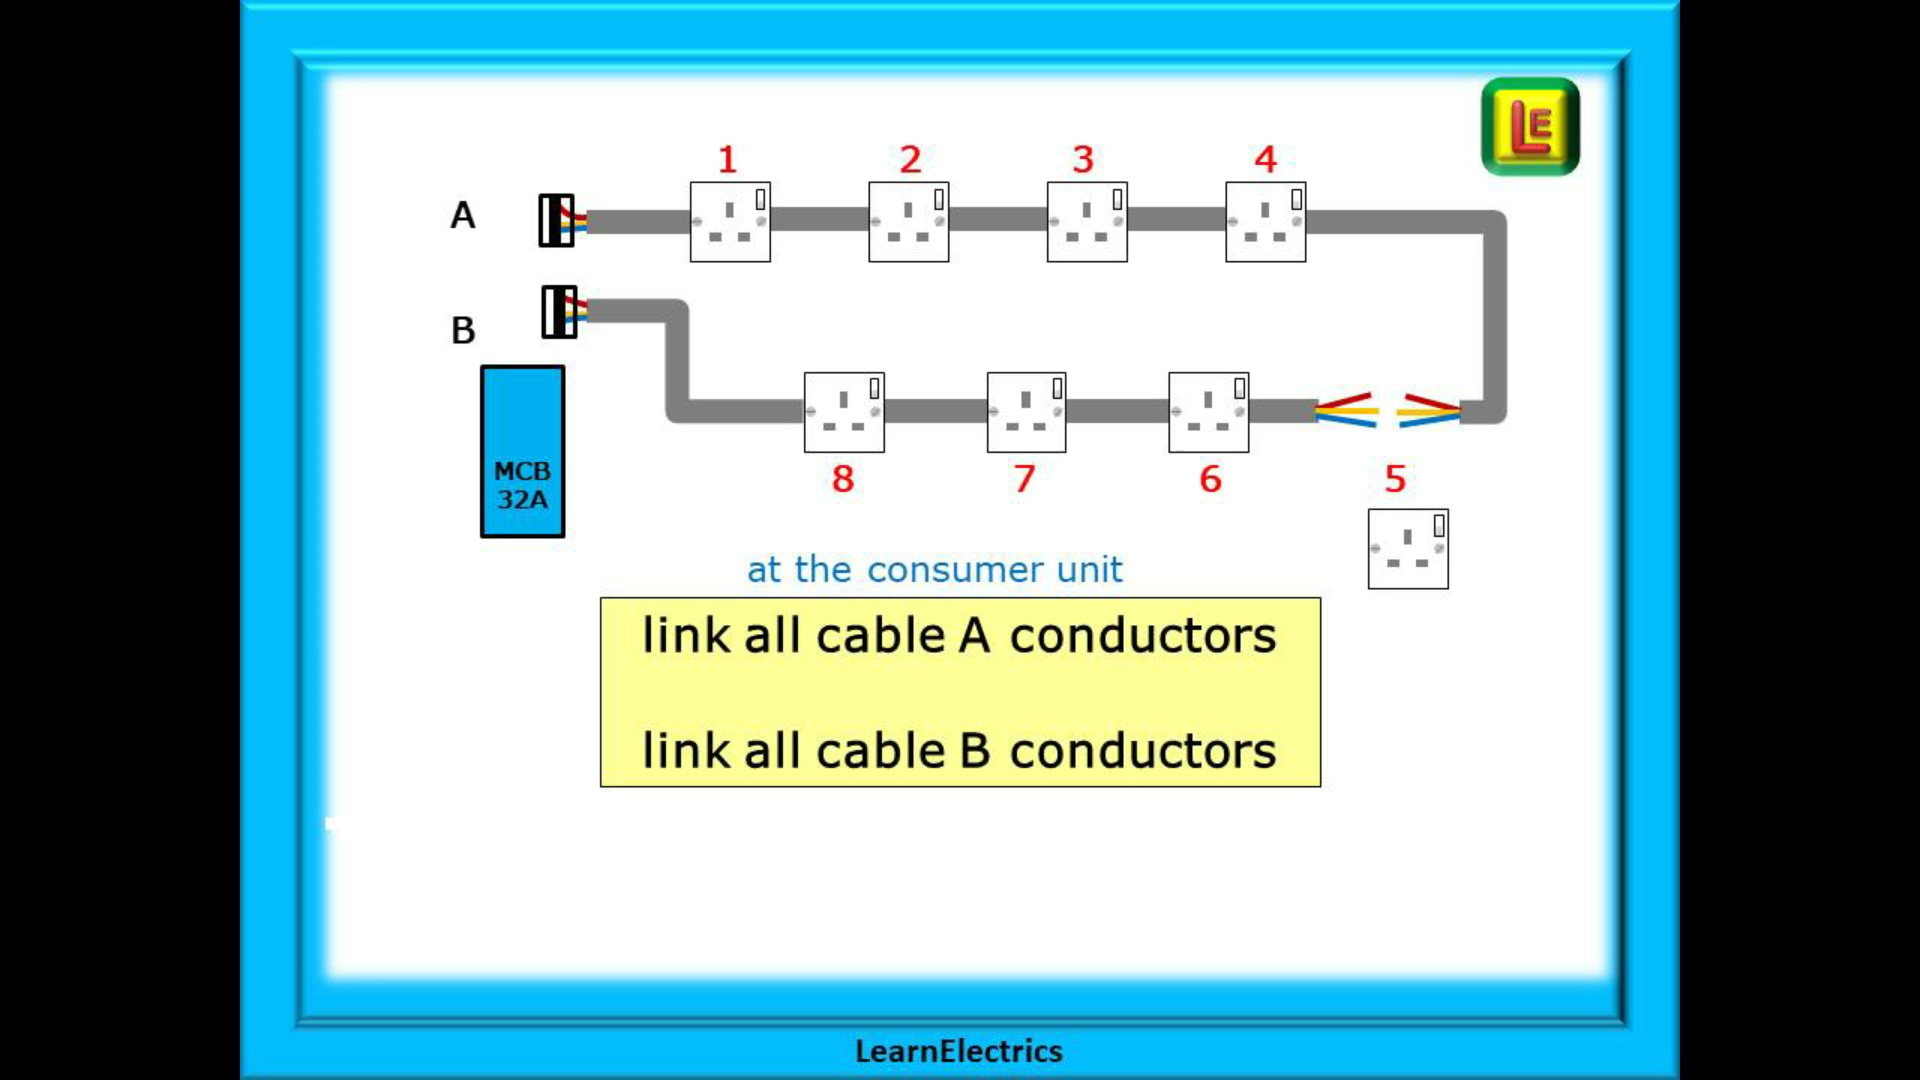 LE
1 2 3 4
A
B
MCB
32A
8 7 6 5
at the consumer unit
link all cable A conductors
link all cable B conductors
LearnElectrics